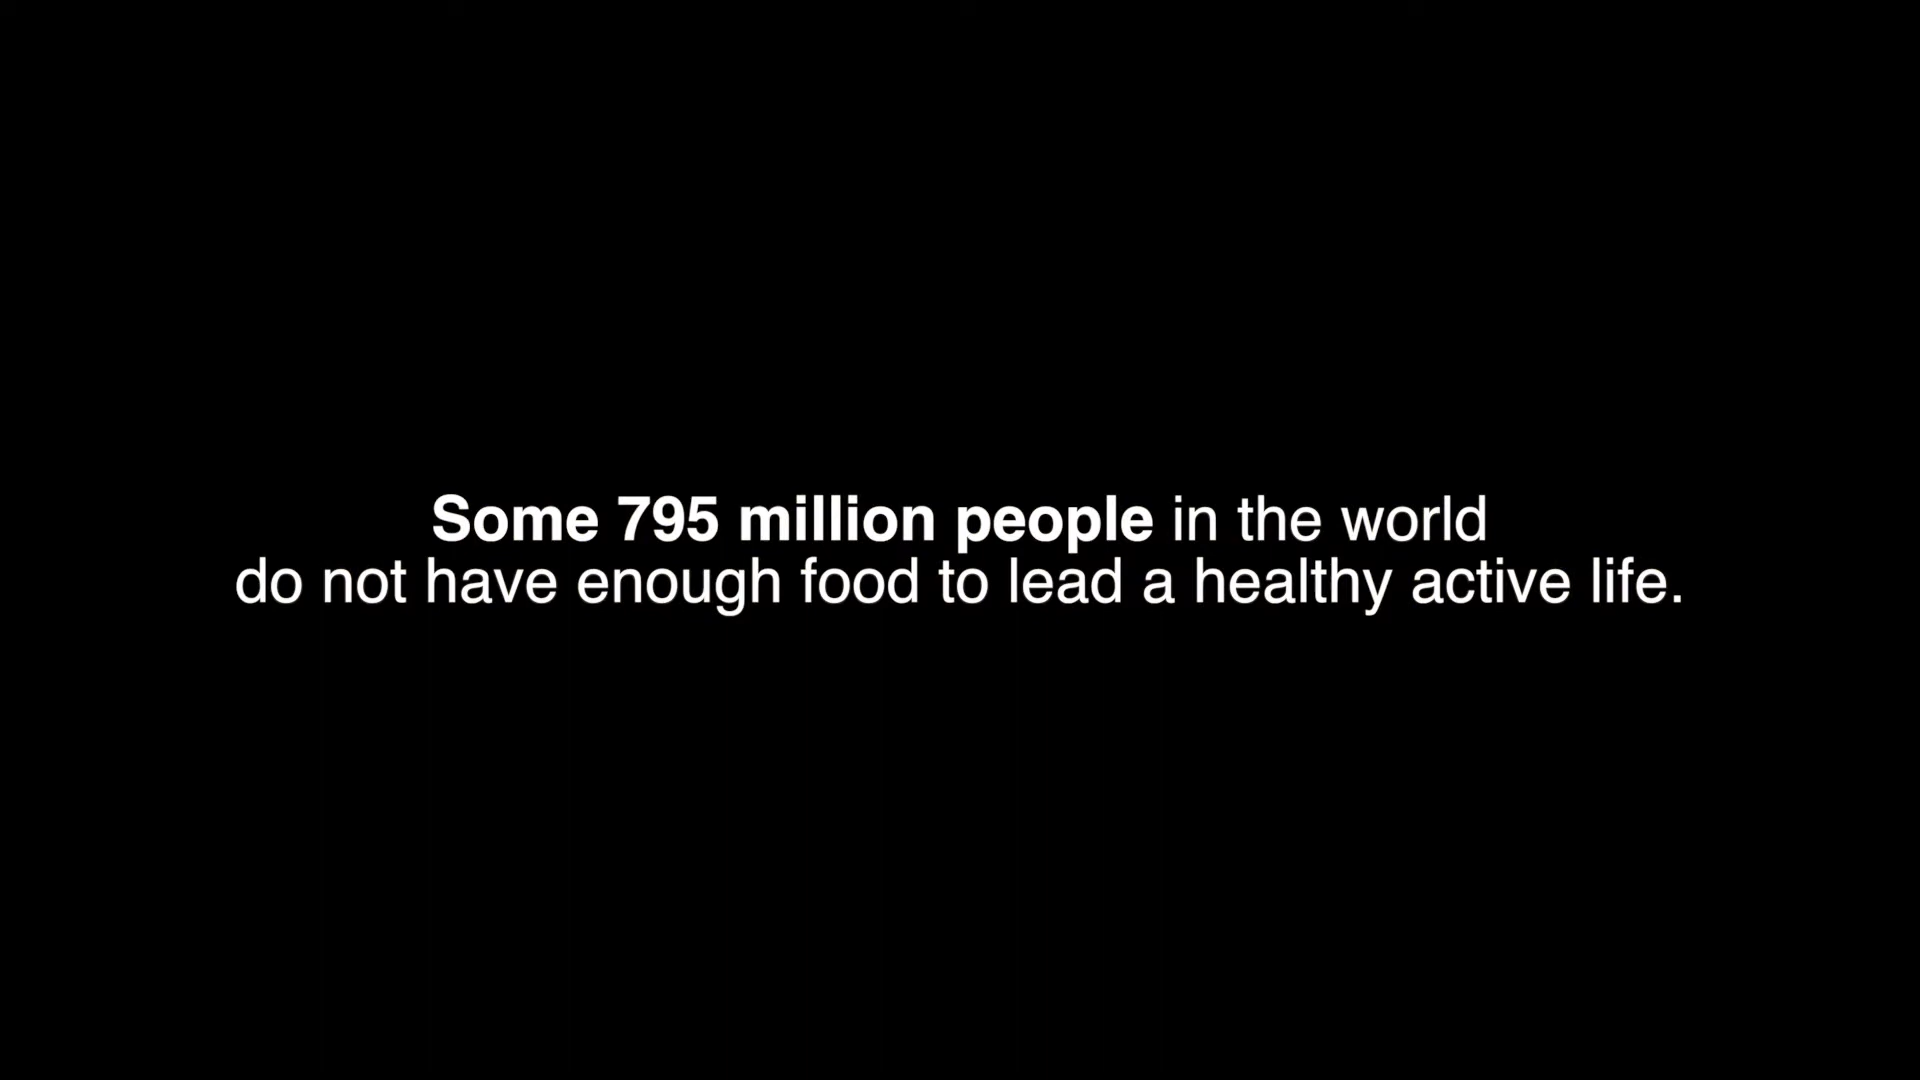 Some 795 million people in the world
do not have enough food to lead a healthy active life.